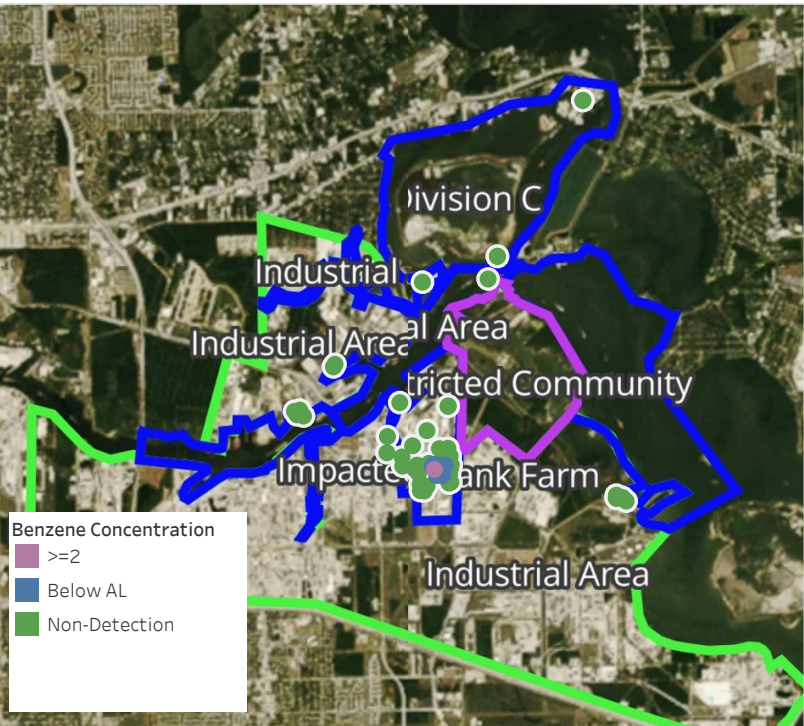 Division C
Industrial
al Area
Industrial Area
tricted Community
Impacte
ank Farm
Industrial Area
Benzene Concentration
>=2
Below AL
Non-Detection